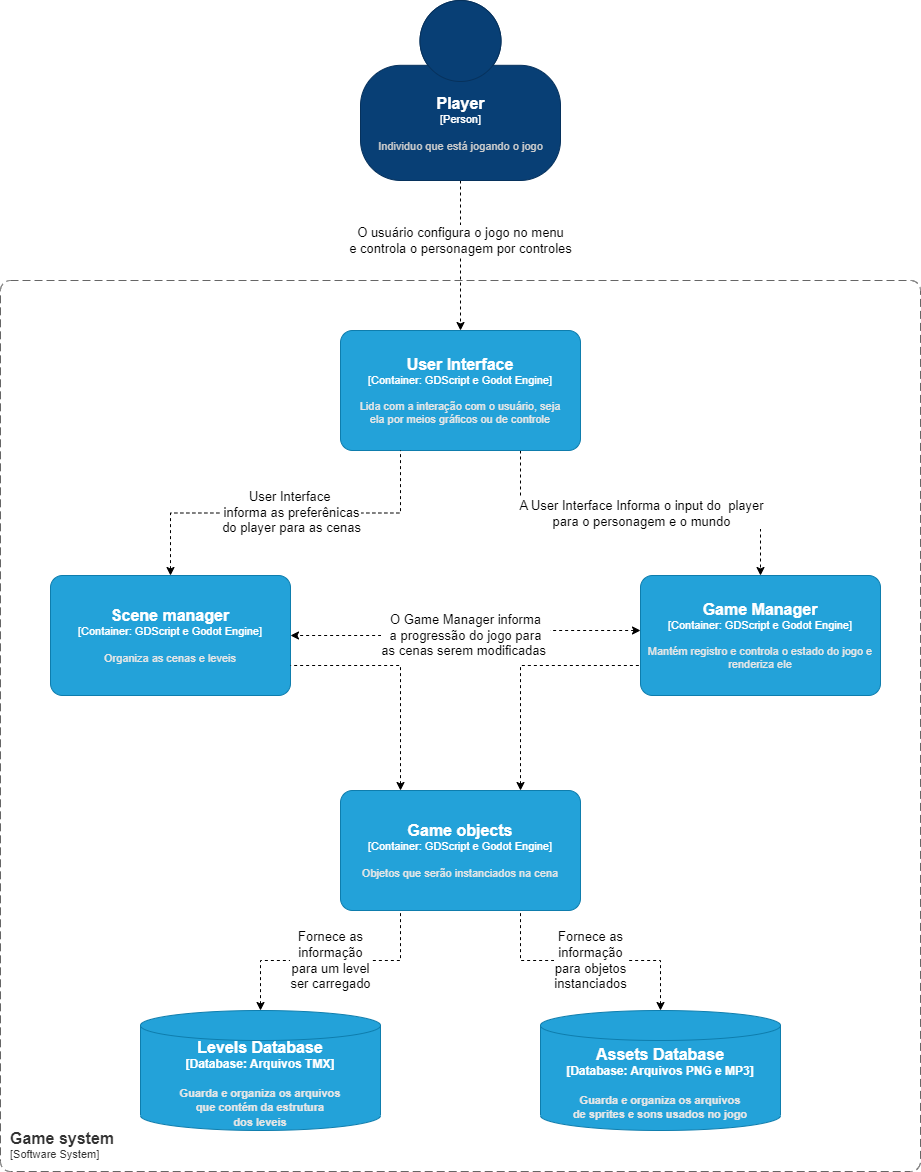 Player
[Person]
Individuo que está jogando o jogo
O usuário configura o jogo no menu
e controla o personagem por controles
User Interface
[Container: GDScript e Godot Engine]
Lida com a interação com o usuário, seja
ela por meios gráficos ou de controle
User Interface
informa as preferênicas
do player para as cenas
A User Interface Informa o input do player
para o personagem e o mundo
Scene manager
[Container: GDScript e Godot Engine]
Organiza as cenas e leveis
O Game Manager informa
a progressão do jogo para
as cenas serem modificadas
Game Manager
[Container: GDScript e Godot Engine]
Mantém registro e controla o estado do jogo e
renderiza ele
Game objects
[Container: GDScript e Godot Engine]
Objetos que serão instanciados na cena
Fornece as
informação
para um level
ser carregado
Fornece as
informação
para objetos
instanciados
Levels Database
[Database: Arquivos TMX]
Guarda e organiza os arquivos
que contém da estrutura
dos leveis
Assets Database
[Database: Arquivos PNG e MP3]
Guarda e organiza os arquivos
de sprites e sons usados no jogo
Game system
[Software System]